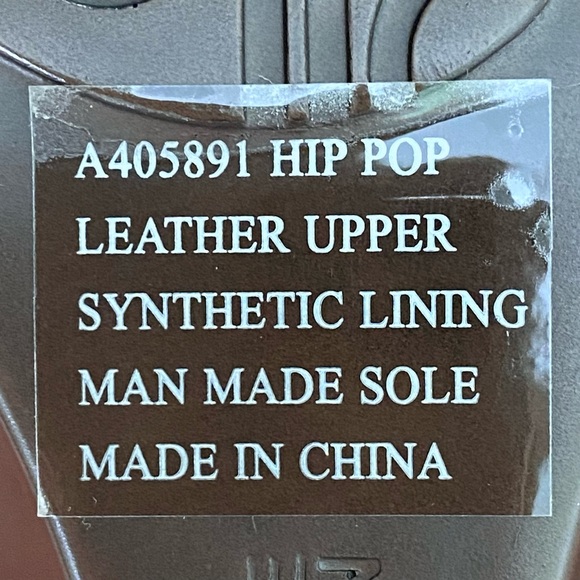 A405891 HIP POP
LEATHER UPPER
SYNTHETIC LINING
MAN MADE SOLE
MADE IN CHINA